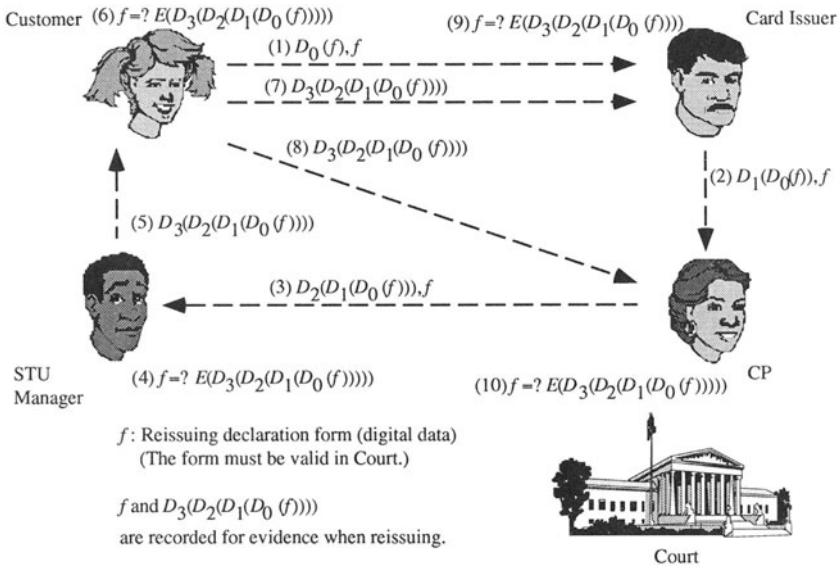 Customer
(6) f =? E(D₃(D₂(D₁(D₀(f)))))
(9) f =? E(D₃(D₂(D₁(D₀(f)))))
Card Issuer
(1) D₀(f), f
(7) D₃(D₂(D₁(D₀(f))))
(8) D₃(D₂(D₁(D₀(f))))
(2) D₁(D₀(f)), f
(5) D₃(D₂(D₁(D₀(f))))
(3) D₂(D₁(D₀(f))), f
STU
Manager
(4) f =? E(D₃(D₂(D₁(D₀(f)))))
CP
(10) f =? E(D₃(D₂(D₁(D₀(f)))))
f : Reissuing declaration form (digital data)
(The form must be valid in Court.)
f and D₃(D₂(D₁(D₀(f))))
are recorded for evidence when reissuing.
Court